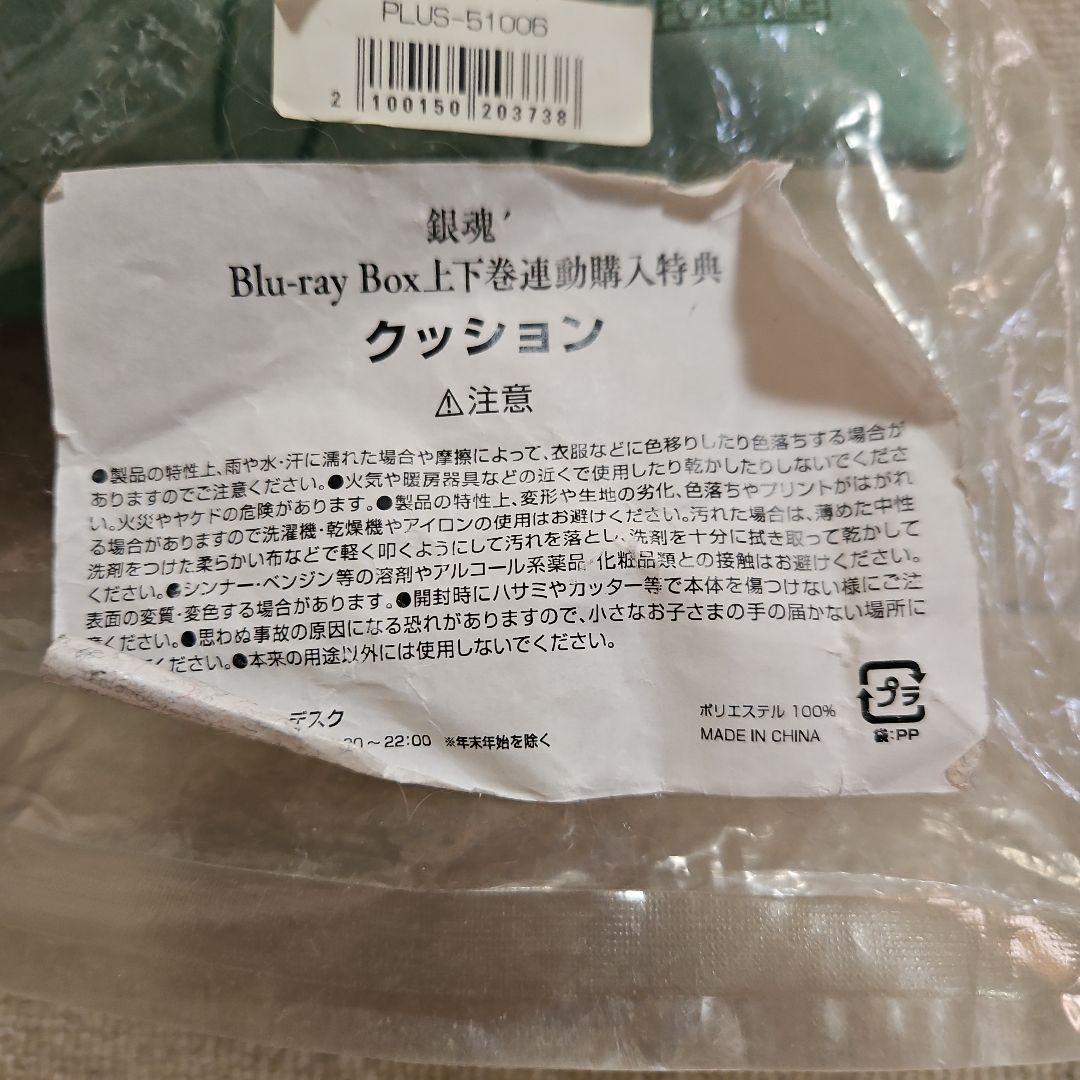 PLUS-51006
FOR SALE
2 100150 203738
銀魂’
Blu-ray Box上下巻連動購入特典
クッション
⚠注意
●製品の特性上、雨や水・汗に濡れた場合や摩擦によって、衣服などに色移りしたり色落ちする場合が
ありますのでご注意ください。●火気や暖房器具などの近くで使用したり乾かしたりしないでくださ
い。火災やヤケドの危険があります。●製品の特性上、変形や生地の劣化、色落ちやプリントがはがれ
る場合がありますので洗濯機・乾燥機やアイロンの使用はお避けください。汚れた場合は、薄めた中性
洗剤をつけた柔らかい布などで軽く叩くようにして汚れを落とし、洗剤を十分に拭き取って乾かして
ください。●シンナー・ベンジン等の溶剤やアルコール系薬品、化粧品類との接触はお避けください。
表面の変質・変色する場合があります。●開封時にハサミやカッター等で本体を傷つけない様にご注
意ください。●思わぬ事故の原因になる恐れがありますので、小さなお子さまの手の届かない場所に
ください。●本来の用途以外には使用しないでください。
デスク
～22:00 ※年末年始を除く
ポリエステル 100%
MADE IN CHINA
プラ
袋:PP